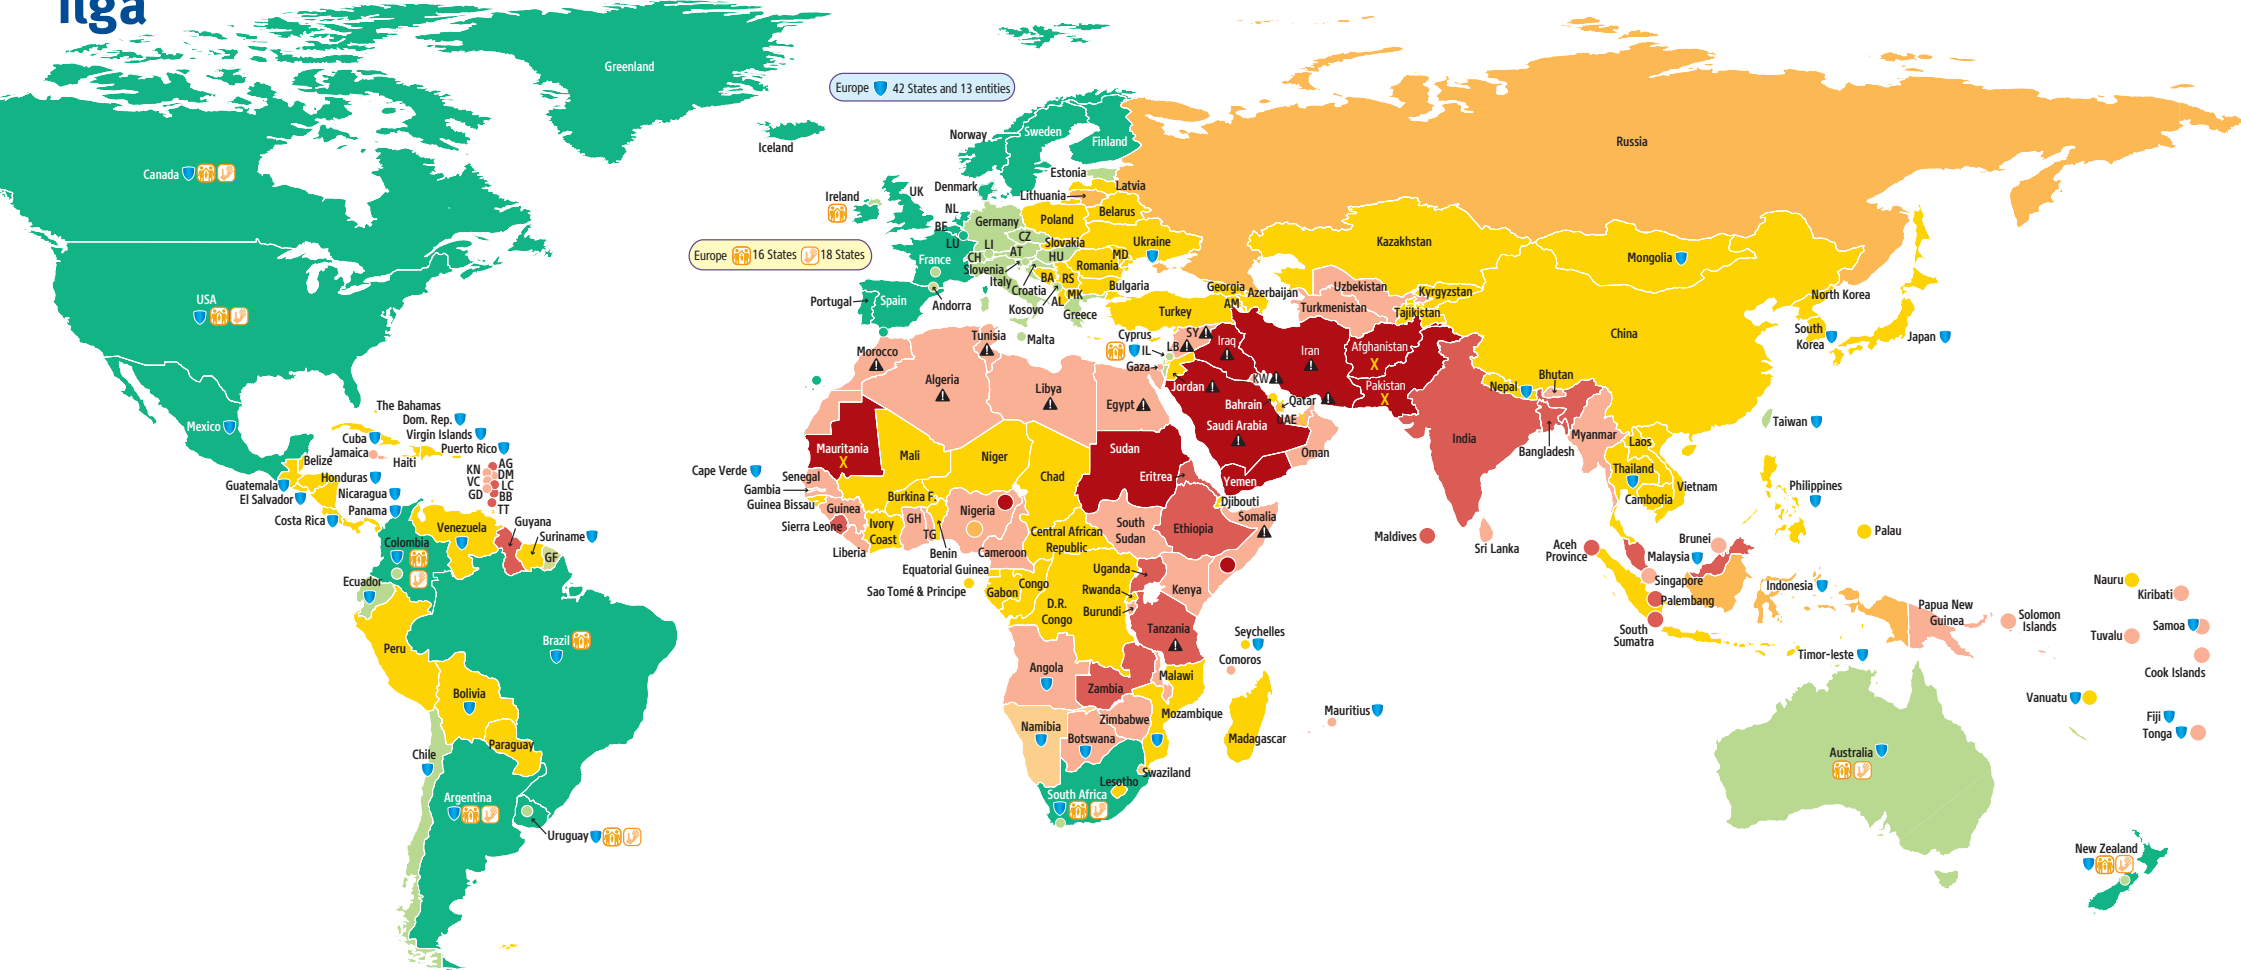 ilga
Greenland
Europe 42 States and 13 entities
Canada
Iceland
Norway
Sweden
Finland
Russia
Estonia
Latvia
Lithuania
Denmark
Ireland
UK
NL
BE
LU
Germany
Poland
Belarus
CZ
LI
AT
Slovakia
Ukraine
HU
MD
CH
France
Slovenia
Romania
Italy
BA
RS
Croatia
Bulgaria
Kosovo
AL
MK
Greece
Europe 16 States 18 States
Portugal
Spain
Andorra
Malta
Georgia
Azerbaijan
AM
Turkey
Kazakhstan
Uzbekistan
Turkmenistan
Kyrgyzstan
Tajikistan
Mongolia
China
North Korea
South
Korea
Japan
USA
Mexico
The Bahamas
Dom. Rep.
Virgin Islands
Puerto Rico
Cuba
Jamaica
Haiti
Belize
Honduras
Guatemala
El Salvador
Nicaragua
Costa Rica
Panama
KN
AG
DM
VC
LC
GD
BB
TT
Venezuela
Guyana
Suriname
GF
Colombia
Ecuador
Brazil
Peru
Bolivia
Paraguay
Chile
Argentina
Uruguay
Morocco
Tunisia
Algeria
Libya
Egypt
Cyprus
IL
Gaza
LB
SY
Iraq
Iran
Jordan
KW
Bahrain
Qatar
UAE
Saudi Arabia
Oman
Yemen
Afghanistan
X
Pakistan
X
Nepal
Bhutan
India
Bangladesh
Myanmar
Laos
Thailand
Vietnam
Cambodia
Taiwan
Philippines
Maldives
Sri Lanka
Aceh
Province
Brunei
Malaysia
Singapore
Palembang
South
Sumatra
Indonesia
Timor-leste
Papua New
Guinea
Palau
Nauru
Kiribati
Solomon
Islands
Tuvalu
Samoa
Cook Islands
Vanuatu
Fiji
Tonga
Australia
New Zealand
Mauritania
X
Cape Verde
Senegal
Gambia
Guinea Bissau
Guinea
Sierra Leone
Liberia
Mali
Burkina F.
Ivory
Coast
GH
TG
Benin
Niger
Nigeria
Chad
Sudan
Eritrea
Djibouti
Somalia
Ethiopia
South
Sudan
Central African
Republic
Cameroon
Equatorial Guinea
Sao Tomé & Principe
Gabon
Congo
D.R.
Congo
Uganda
Rwanda
Burundi
Kenya
Tanzania
Seychelles
Comoros
Angola
Zambia
Malawi
Mozambique
Zimbabwe
Namibia
Botswana
Madagascar
Mauritius
Swaziland
Lesotho
South Africa